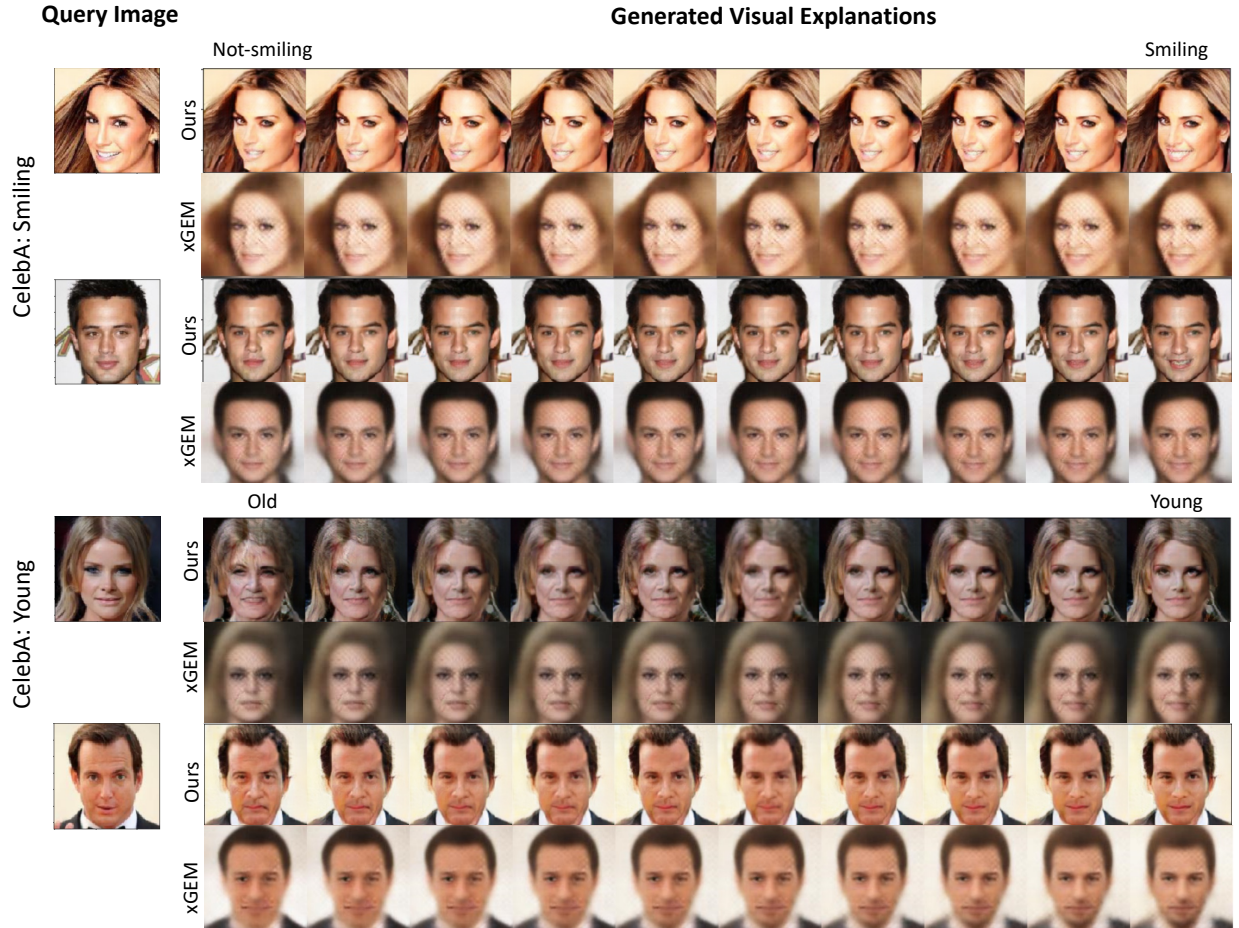 Query Image
Generated Visual Explanations
Not-smiling
Smiling
CelebA: Smiling
Ours
xGEM
Ours
xGEM
Old
Young
CelebA: Young
Ours
xGEM
Ours
xGEM